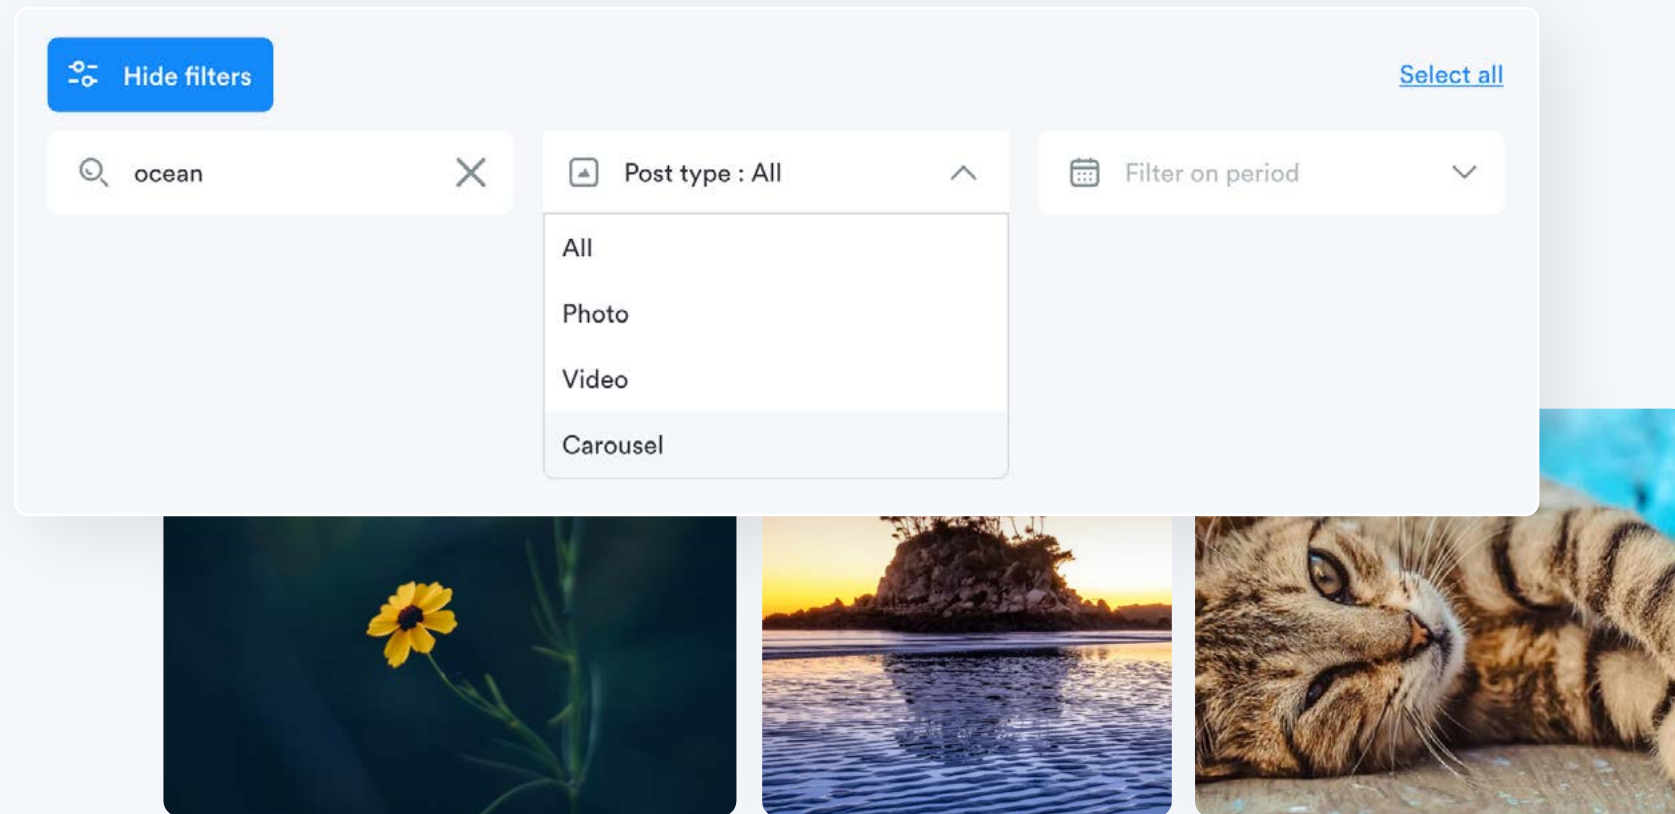 Hide filters
Select all
ocean
Post type : All
Filter on period
All
Photo
Video
Carousel